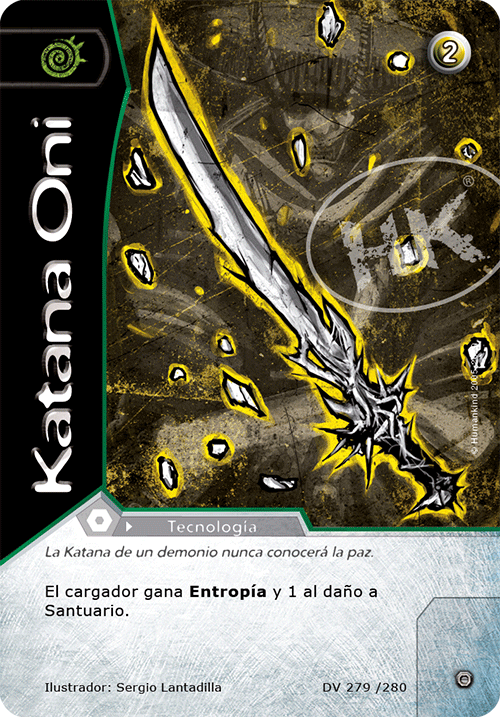 2
Katana Oni
HK
®
Tecnología
La Katana de un demonio nunca conocerá la paz.
El cargador gana Entropía y 1 al daño a
Santuario.
Ilustrador: Sergio Lantadilla
DV 279 /280